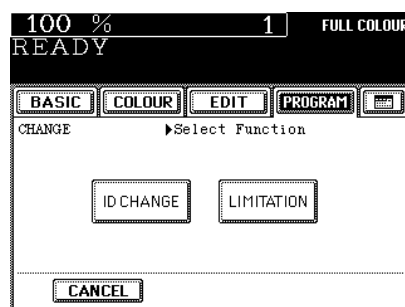 100 % 1 FULL COLOUR
READY
BASIC COLOUR EDIT PROGRAM
CHANGE ▶Select Function
ID CHANGE LIMITATION
CANCEL